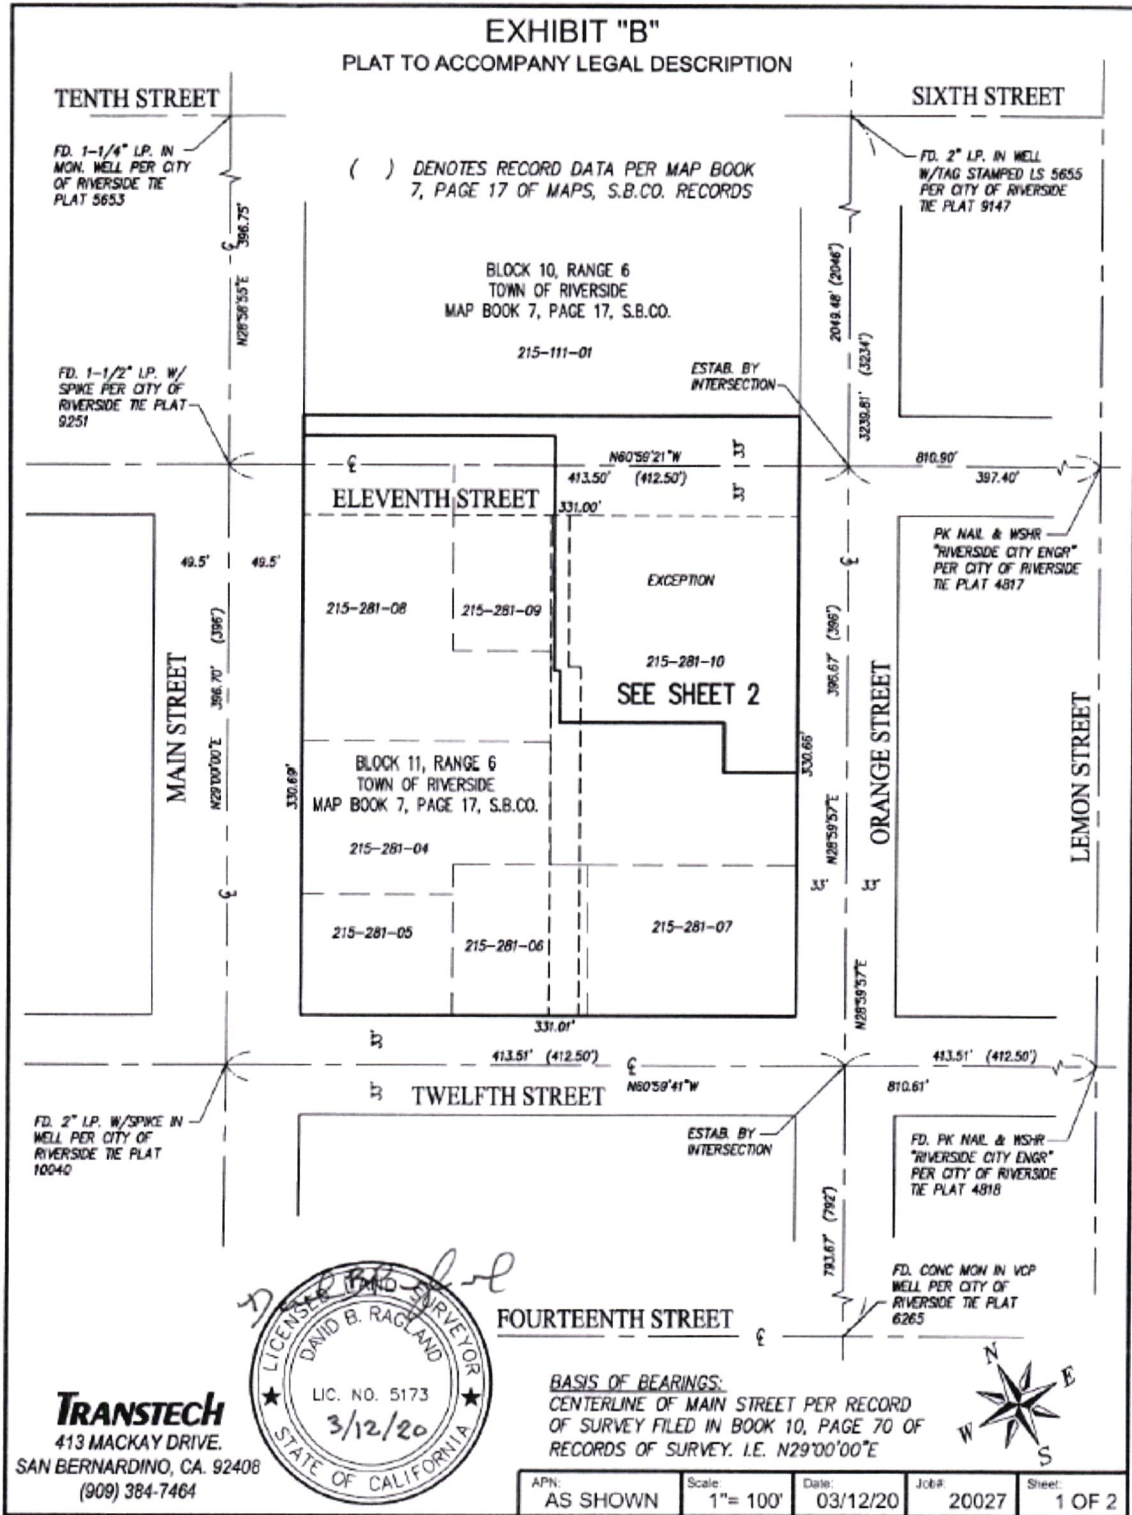 EXHIBIT "B"
PLAT TO ACCOMPANY LEGAL DESCRIPTION
TENTH STREET
SIXTH STREET
FD. 1-1/4" I.P. IN
MON. WELL PER CITY
OF RIVERSIDE TIE
PLAT 5653
( ) DENOTES RECORD DATA PER MAP BOOK
7, PAGE 17 OF MAPS, S.B.CO. RECORDS
FD. 2" I.P. IN WELL
W/TAG STAMPED LS 5655
PER CITY OF RIVERSIDE
TIE PLAT 9147
N28°58'55"E 396.75'
2049.48' (2046')
3239.81' (3234')
BLOCK 10, RANGE 6
TOWN OF RIVERSIDE
MAP BOOK 7, PAGE 17, S.B.CO.
215-111-01
FD. 1-1/2" I.P. W/
SPIKE PER CITY OF
RIVERSIDE TIE PLAT
9251
ESTAB. BY
INTERSECTION
N60°59'21"W
413.50' (412.50')
33'
33'
810.90'
397.40'
ELEVENTH STREET
331.00'
PK NAIL & WSHR
"RIVERSIDE CITY ENGR"
PER CITY OF RIVERSIDE
TIE PLAT 4817
49.5'
49.5'
EXCEPTION
215-281-08
215-281-09
215-281-10
SEE SHEET 2
MAIN STREET
N29°00'00"E 396.70' (396')
330.69'
BLOCK 11, RANGE 6
TOWN OF RIVERSIDE
MAP BOOK 7, PAGE 17, S.B.CO.
215-281-04
330.66'
N28°59'57"E 396.67' (396')
ORANGE STREET
LEMON STREET
33'
33'
215-281-05
215-281-06
215-281-07
N28°59'57"E
331.01'
33'
33'
413.51' (412.50')
N60°59'41"W
413.51' (412.50')
810.61'
TWELFTH STREET
FD. 2" I.P. W/SPIKE IN
WELL PER CITY OF
RIVERSIDE TIE PLAT
10040
ESTAB. BY
INTERSECTION
FD. PK NAIL & WSHR
"RIVERSIDE CITY ENGR"
PER CITY OF RIVERSIDE
TIE PLAT 4818
793.67' (792')
FD. CONC MON IN VCP
WELL PER CITY OF
RIVERSIDE TIE PLAT
6265
FOURTEENTH STREET
LICENSED LAND SURVEYOR
DAVID B. RAGLAND
LIC. NO. 5173
3/12/20
STATE OF CALIFORNIA
BASIS OF BEARINGS:
CENTERLINE OF MAIN STREET PER RECORD
OF SURVEY FILED IN BOOK 10, PAGE 70 OF
RECORDS OF SURVEY. I.E. N29°00'00"E
N
E
W
S
TRANSTECH
413 MACKAY DRIVE.
SAN BERNARDINO, CA. 92408
(909) 384-7464
APN: AS SHOWN
Scale: 1"= 100'
Date: 03/12/20
Job#: 20027
Sheet: 1 OF 2